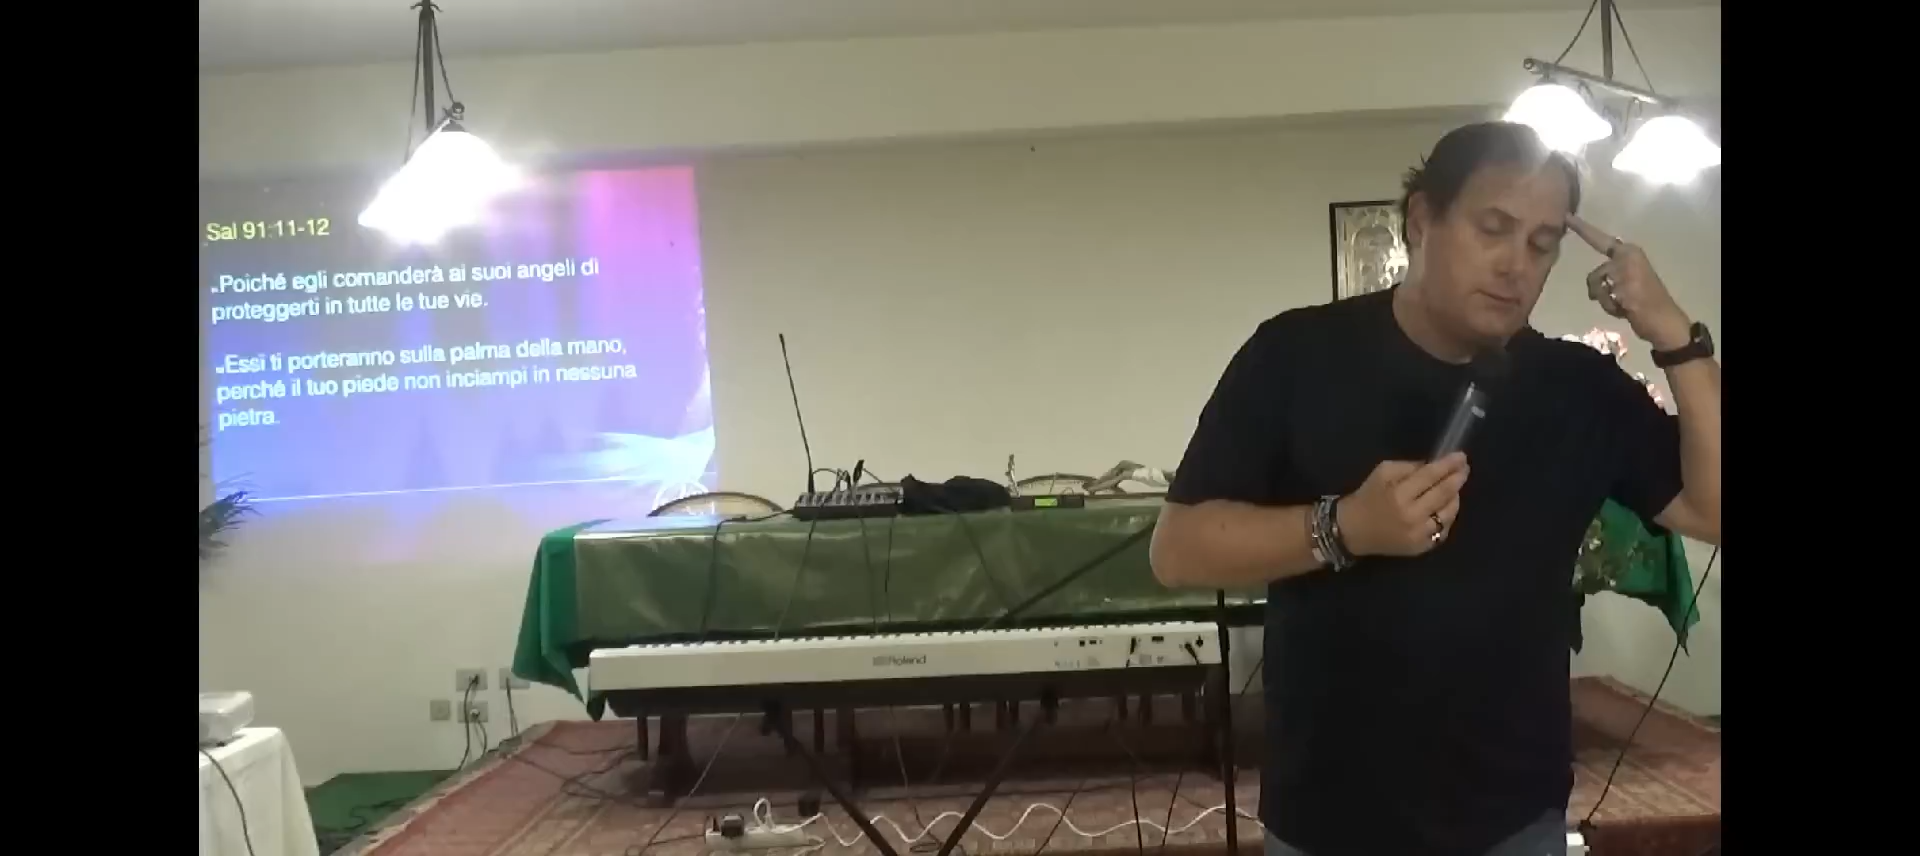 Sal 91:11-12
Poiché egli comanderà ai suoi angeli di
proteggerti in tutte le tue vie.
Essi ti porteranno sulla palma della mano,
perché il tuo piede non inciampi in nessuna
pietra.
Roland